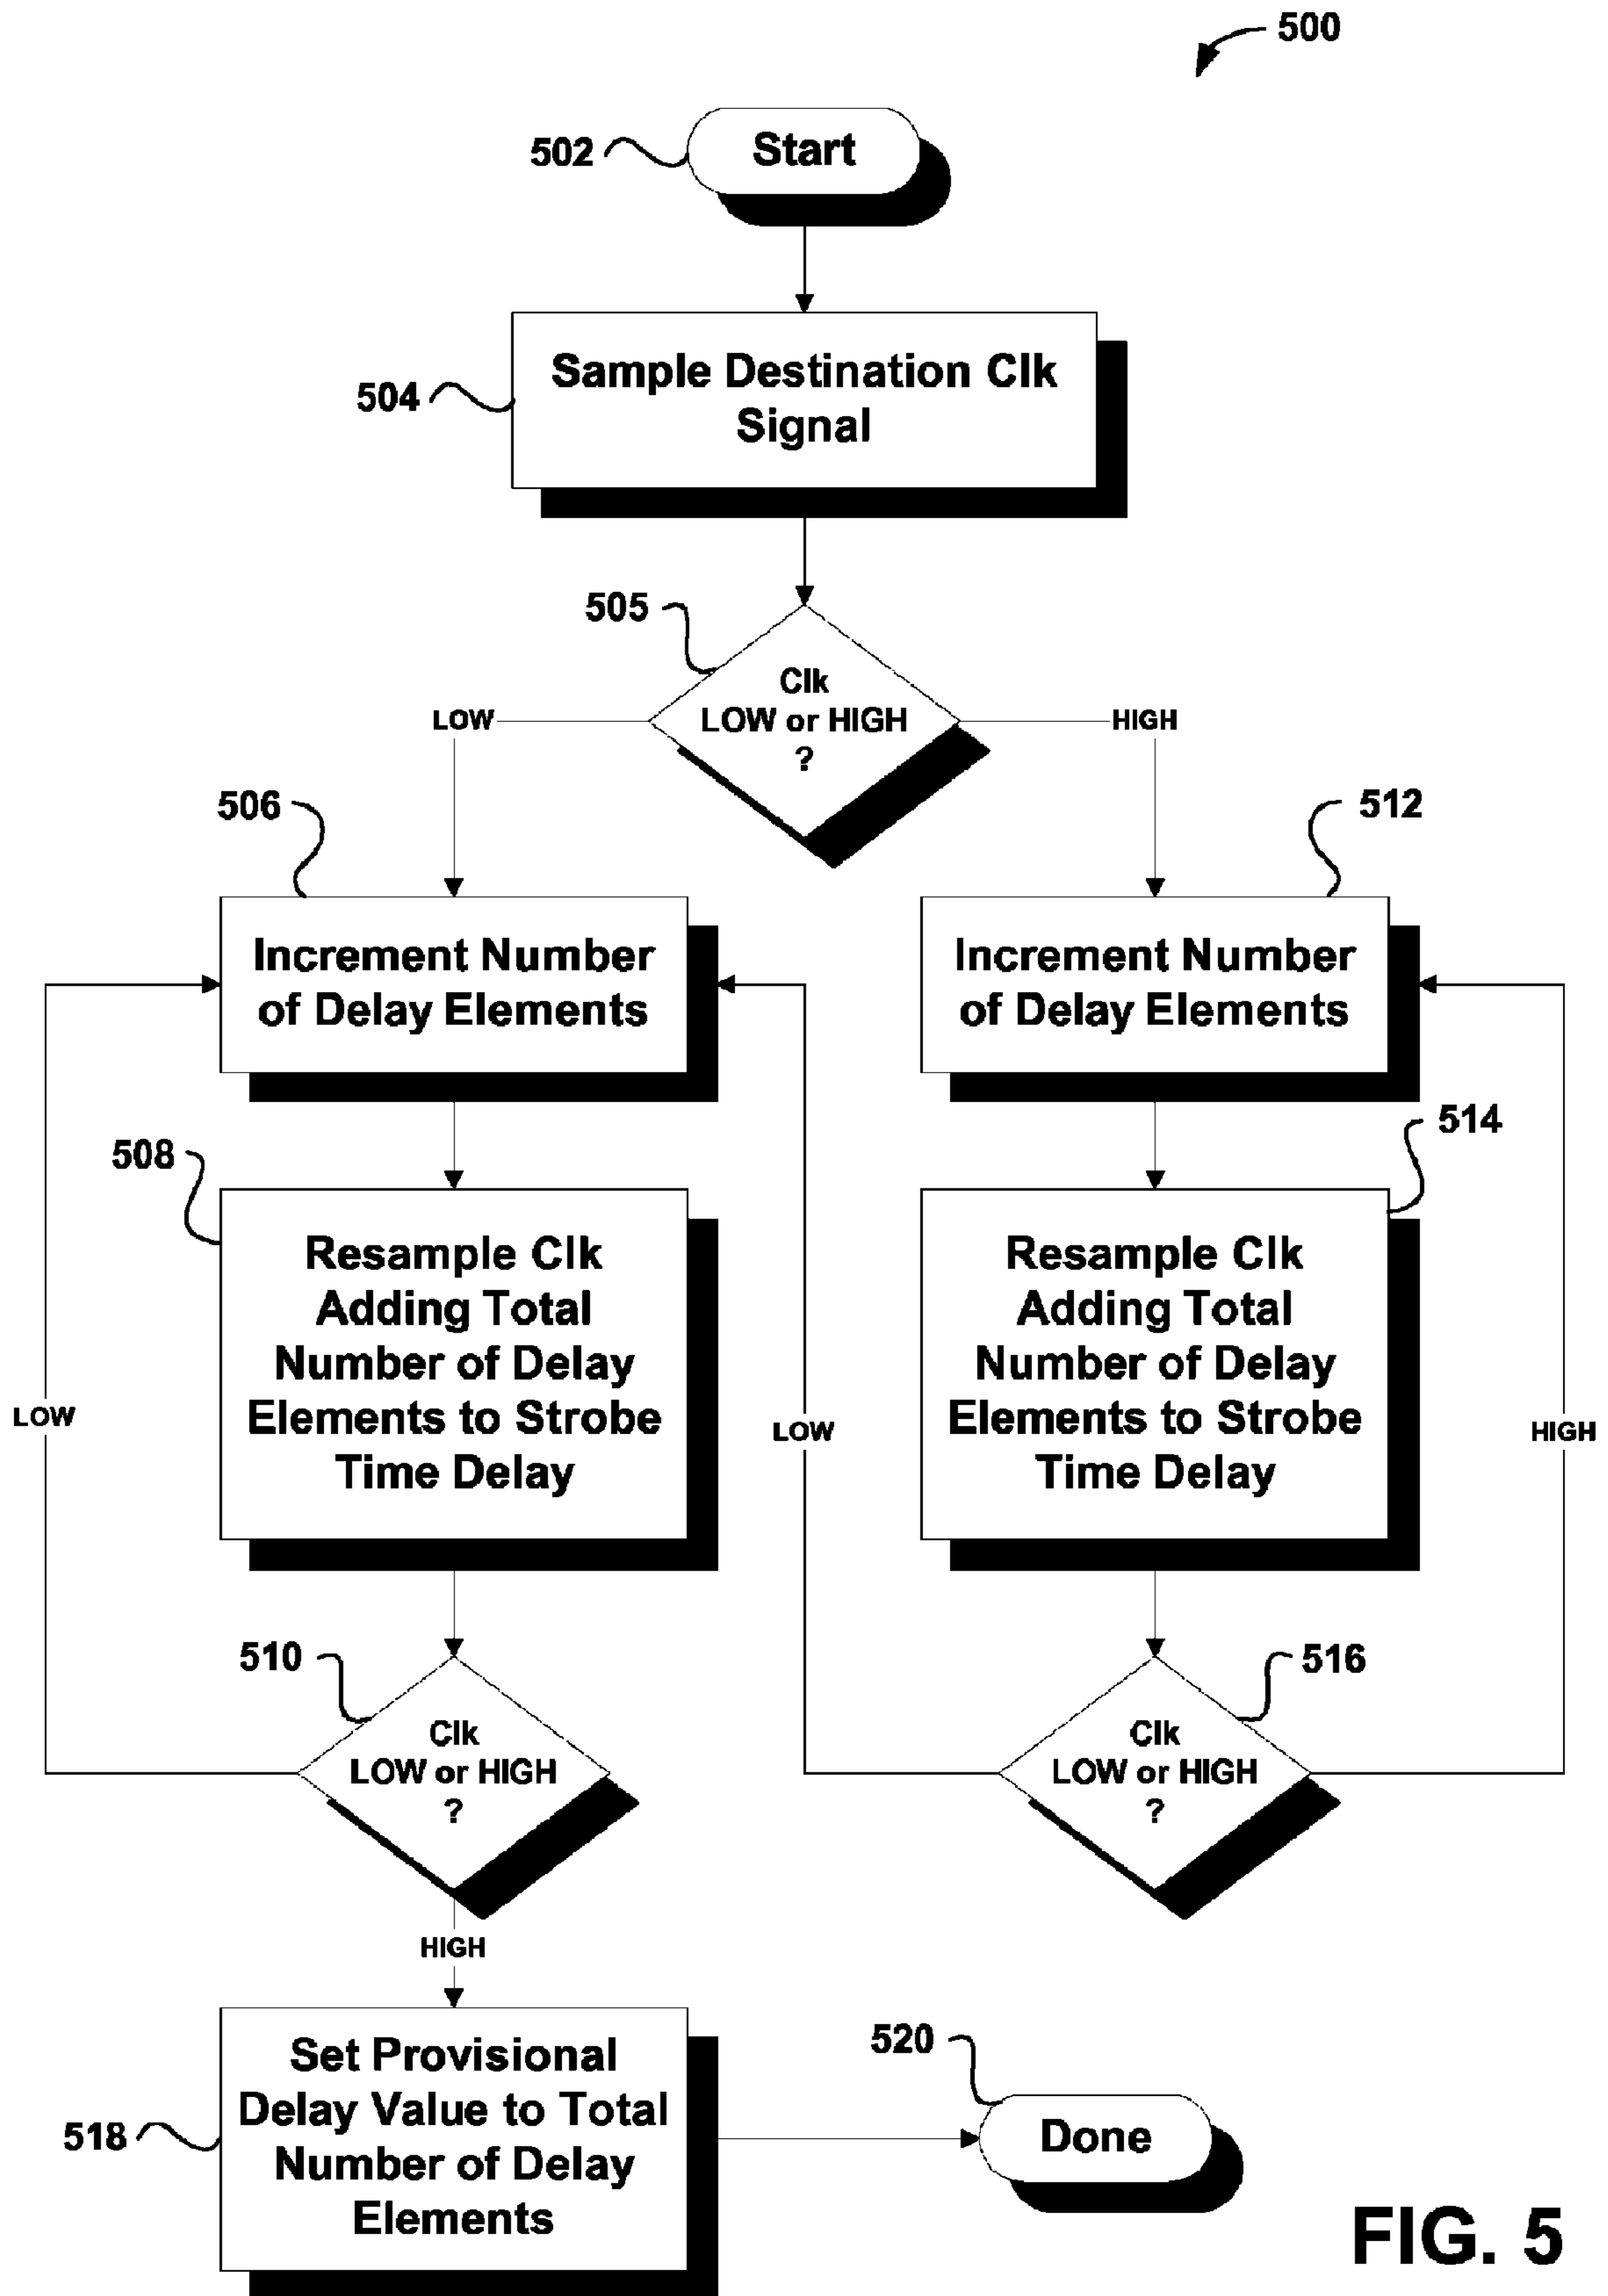 500
502
Start
504
Sample Destination Clk
Signal
505
Clk
LOW or HIGH
?
LOW
HIGH
506
512
Increment Number
of Delay Elements
Increment Number
of Delay Elements
508
514
Resample Clk
Adding Total
Number of Delay
Elements to Strobe
Time Delay
Resample Clk
Adding Total
Number of Delay
Elements to Strobe
Time Delay
LOW
LOW
HIGH
510
516
Clk
LOW or HIGH
?
Clk
LOW or HIGH
?
HIGH
518
Set Provisional
Delay Value to Total
Number of Delay
Elements
520
Done
FIG. 5